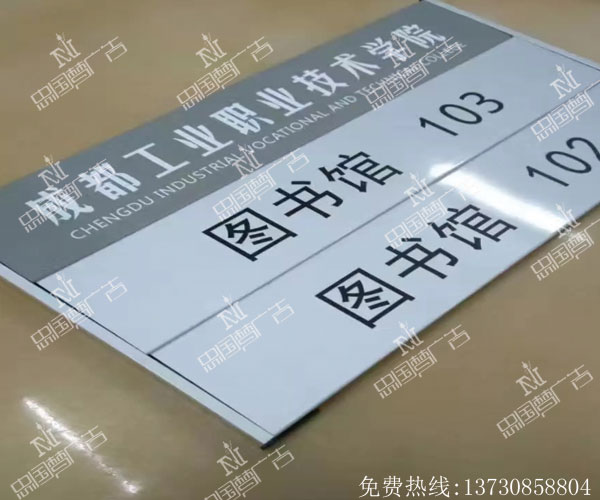 成都工业职业技术学院
CHENGDU INDUSTRIAL VOCATIONAL AND TECHNICAL COLLEGE
图书馆 103
图书馆 102
免费热线:13730858804